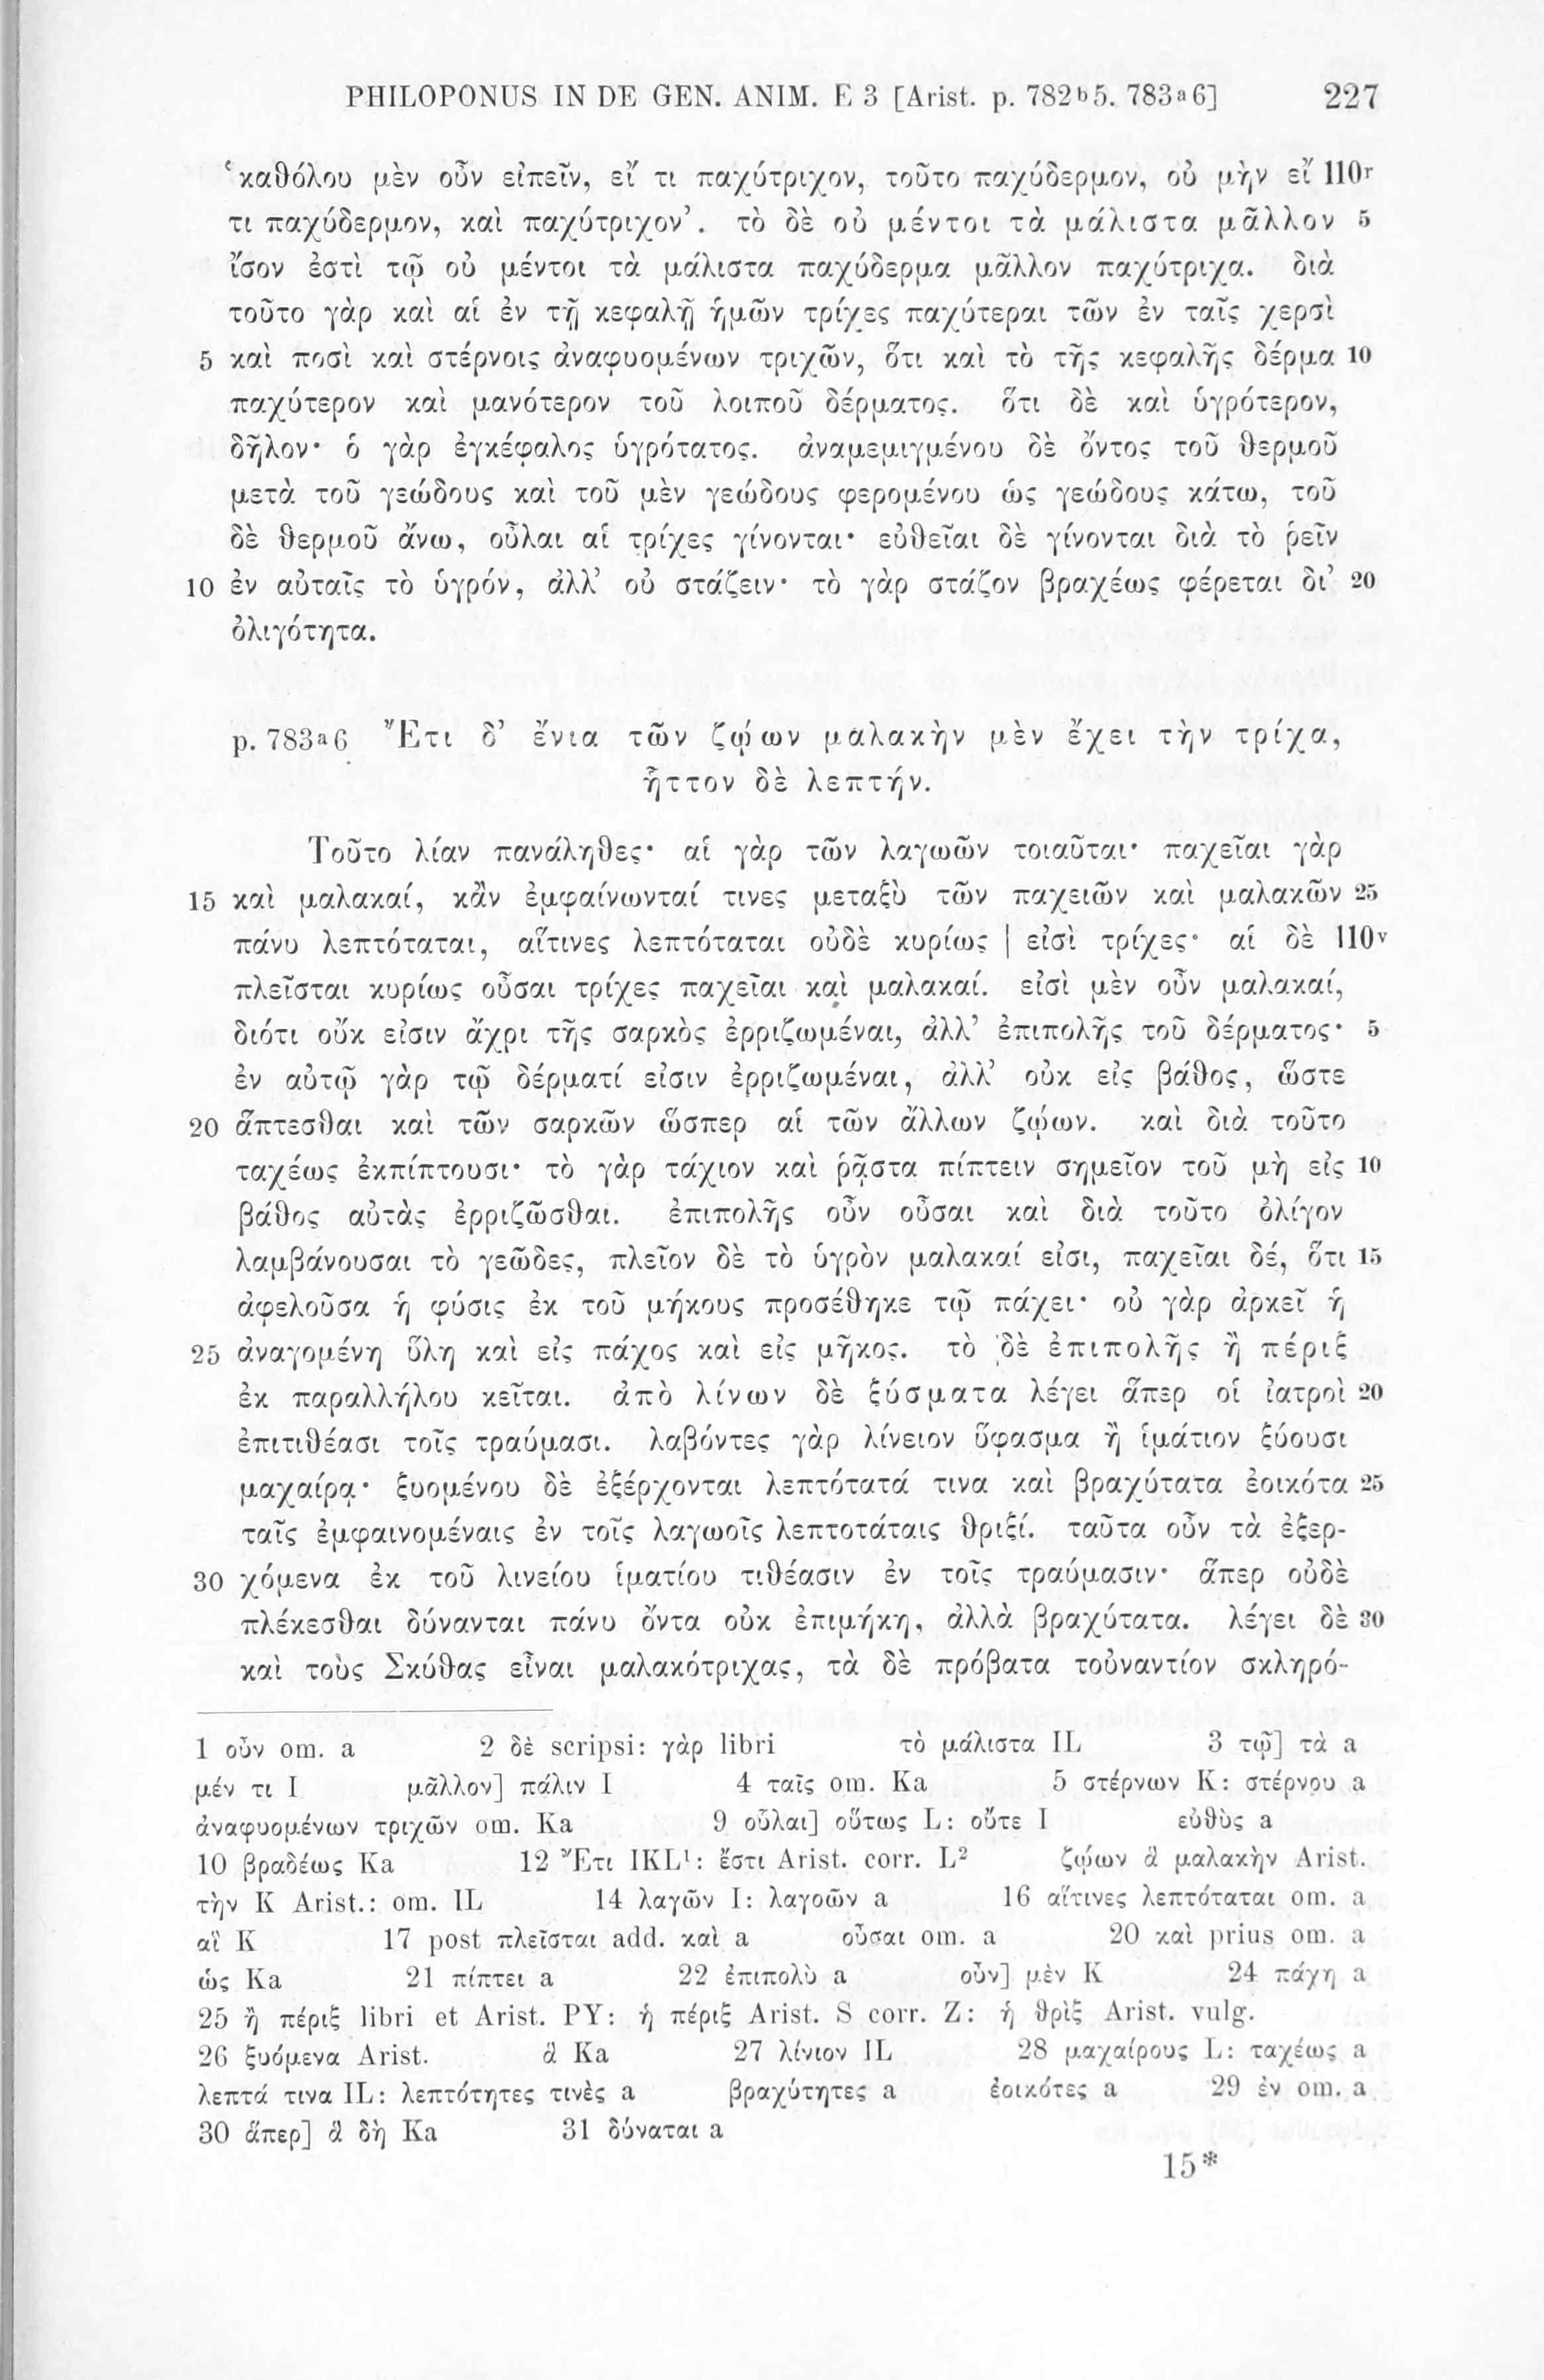 PHILOPONUS IN DE GEN. ANIM. E 3 [Arist. p. 782b5. 783a6] 227
‘καθόλου μὲν οὖν εἰπεῖν, εἴ τι παχύτριχον, τοῦτο παχύδερμον, οὐ μὴν εἴ 110r
τι παχύδερμον, καὶ παχύτριχον’. τὸ δὲ οὐ μέντοι τὰ μάλιστα μᾶλλον 5
ἴσον ἐστὶ τῷ οὐ μέντοι τὰ μάλιστα παχύδερμα μᾶλλον παχύτριχα. διὰ
τοῦτο γὰρ καὶ αἱ ἐν τῇ κεφαλῇ ἡμῶν τρίχες παχύτεραι τῶν ἐν ταῖς χερσὶ
5 καὶ ποσὶ καὶ στέρνοις ἀναφυομένων τριχῶν, ὅτι καὶ τὸ τῆς κεφαλῆς δέρμα 10
παχύτερον καὶ μανότερον τοῦ λοιποῦ δέρματος. ὅτι δὲ καὶ ὑγρότερον,
δῆλον· ὁ γὰρ ἐγκέφαλος ὑγρότατος. ἀναμεμιγμένου δὲ ὄντος τοῦ θερμοῦ
μετὰ τοῦ γεώδους καὶ τοῦ μὲν γεώδους φερομένου ὡς γεώδους κάτω, τοῦ
δὲ θερμοῦ ἄνω, οὖλαι αἱ τρίχες γίνονται· εὐθεῖαι δὲ γίνονται διὰ τὸ ῥεῖν
10 ἐν αὐταῖς τὸ ὑγρόν, ἀλλ’ οὐ στάζειν· τὸ γὰρ στάζον βραχέως φέρεται δι’ 20
ὀλιγότητα.
p. 783a6 Ἔτι δ’ ἔνια τῶν ζῴων μαλακὴν μὲν ἔχει τὴν τρίχα,
ἧττον δὲ λεπτήν.
Τοῦτο λίαν πανάληθες· αἱ γὰρ τῶν λαγωῶν τοιαῦται· παχεῖαι γὰρ
15 καὶ μαλακαί, κἂν ἐμφαίνωνταί τινες μεταξὺ τῶν παχειῶν καὶ μαλακῶν 25
πάνυ λεπτόταται, αἵτινες λεπτόταται οὐδὲ κυρίως | εἰσὶ τρίχες· αἱ δὲ 110v
πλεῖσται κυρίως οὖσαι τρίχες παχεῖαι καὶ μαλακαί. εἰσὶ μὲν οὖν μαλακαί,
διότι οὔκ εἰσιν ἄχρι τῆς σαρκὸς ἐρριζωμέναι, ἀλλ’ ἐπιπολῆς τοῦ δέρματος· 5
ἐν αὐτῷ γὰρ τῷ δέρματί εἰσιν ἐρριζωμέναι, ἀλλ’ οὐκ εἰς βάθος, ὥστε
20 ἅπτεσθαι καὶ τῶν σαρκῶν ὥσπερ αἱ τῶν ἄλλων ζῴων. καὶ διὰ τοῦτο
ταχέως ἐκπίπτουσι· τὸ γὰρ τάχιον καὶ ῥᾷστα πίπτειν σημεῖον τοῦ μὴ εἰς 10
βάθος αὐτὰς ἐρριζῶσθαι. ἐπιπολῆς οὖν οὖσαι καὶ διὰ τοῦτο ὀλίγον
λαμβάνουσαι τὸ γεῶδες, πλεῖον δὲ τὸ ὑγρὸν μαλακαί εἰσι, παχεῖαι δέ, ὅτι 15
ἀφελοῦσα ἡ φύσις ἐκ τοῦ μήκους προσέθηκε τῷ πάχει· οὐ γὰρ ἀρκεῖ ἡ
25 ἀναγομένη ὕλη καὶ εἰς πάχος καὶ εἰς μῆκος. τὸ δὲ ἐπιπολῆς ἢ πέριξ
ἐκ παραλλήλου κεῖται. ἀπὸ λίνων δὲ ξύσματα λέγει ἅπερ οἱ ἰατροὶ 20
ἐπιτιθέασι τοῖς τραύμασι. λαβόντες γὰρ λίνειον ὕφασμα ἢ ἱμάτιον ξύουσι
μαχαίρᾳ· ξυομένου δὲ ἐξέρχονται λεπτότατά τινα καὶ βραχύτατα ἐοικότα 25
ταῖς ἐμφαινομέναις ἐν τοῖς λαγωοῖς λεπτοτάταις θριξί. ταῦτα οὖν τὰ ἐξερ-
30 χόμενα ἐκ τοῦ λινείου ἱματίου τιθέασιν ἐν τοῖς τραύμασιν· ἅπερ οὐδὲ
πλέκεσθαι δύνανται πάνυ ὄντα οὐκ ἐπιμήκη, ἀλλὰ βραχύτατα. λέγει δὲ 30
καὶ τοὺς Σκύθας εἶναι μαλακότριχας, τὰ δὲ πρόβατα τοὐναντίον σκληρό-
1 οὖν om. a 2 δὲ scripsi: γὰρ libri τὸ μάλιστα IL 3 τῷ] τὰ a
μέν τι I μᾶλλον] πάλιν I 4 ταῖς om. Ka 5 στέρνων K: στέρνου a
ἀναφυομένων τριχῶν om. Ka 9 οὖλαι] οὕτως L: οὔτε I εὐθὺς a
10 βραδέως Ka 12 Ἔτι IKL1: ἔστι Arist. corr. L2 ζῴων ἃ μαλακὴν Arist.
τὴν K Arist.: om. IL 14 λαγῶν I: λαγοῶν a 16 αἵτινες λεπτόταται om. a
αἳ K 17 post πλεῖσται add. καὶ a οὖσαι om. a 20 καὶ prius om. a
ὡς Ka 21 πίπτει a 22 ἐπιπολὺ a οὖν] μὲν K 24 πάχη a
25 ἢ πέριξ libri et Arist. PY: ἡ πέριξ Arist. S corr. Z: ἡ θρὶξ Arist. vulg.
26 ξυόμενα Arist. ἃ Ka 27 λίνιον IL 28 μαχαίρους L: ταχέως a
λεπτά τινα IL: λεπτότητες τινὲς a βραχύτητες a ἐοικότες a 29 ἐν om. a
30 ἅπερ] ἃ δὴ Ka 31 δύναται a
15*